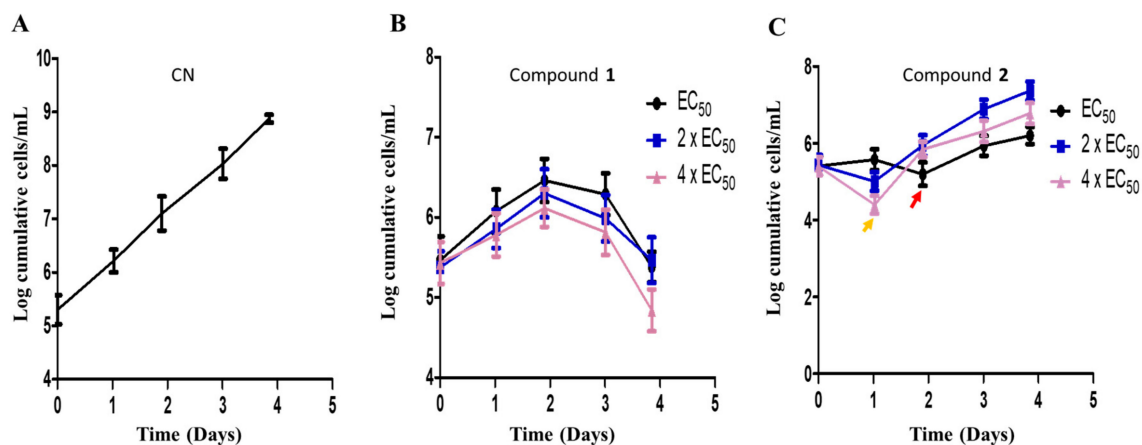 A
CN
Log cumulative cells/mL
10
9
8
7
6
5
4
0 1 2 3 4 5
Time (Days)
B
Compound 1
Log cumulative cells/mL
8
7
6
5
4
0 1 2 3 4 5
Time (Days)
EC50
2 x EC50
4 x EC50
C
Compound 2
Log cumulative cells/mL
8
6
4
2
0
0 1 2 3 4 5
Time (Days)
EC50
2 x EC50
4 x EC50